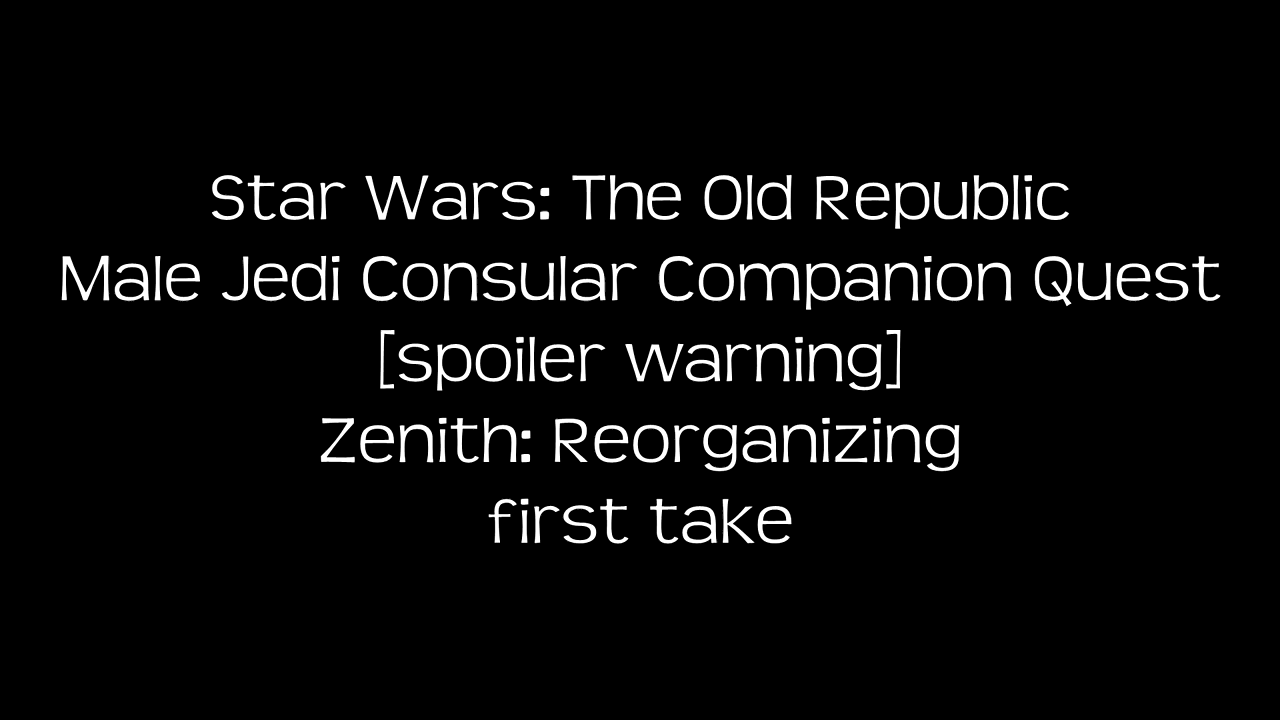 Star Wars: The Old Republic
Male Jedi Consular Companion Quest
[spoiler warning]
Zenith: Reorganizing
first take